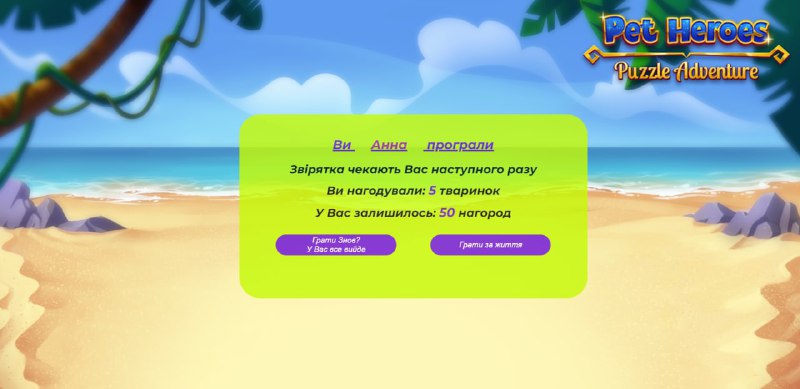 Pet Heroes
Puzzle Adventure
Ви Анна програли
Звірятка чекають Вас наступного разу
Ви нагодували: 5 тваринок
У Вас залишилось: 50 нагород
Грати Знов?
У Вас все вийде
Грати за життя